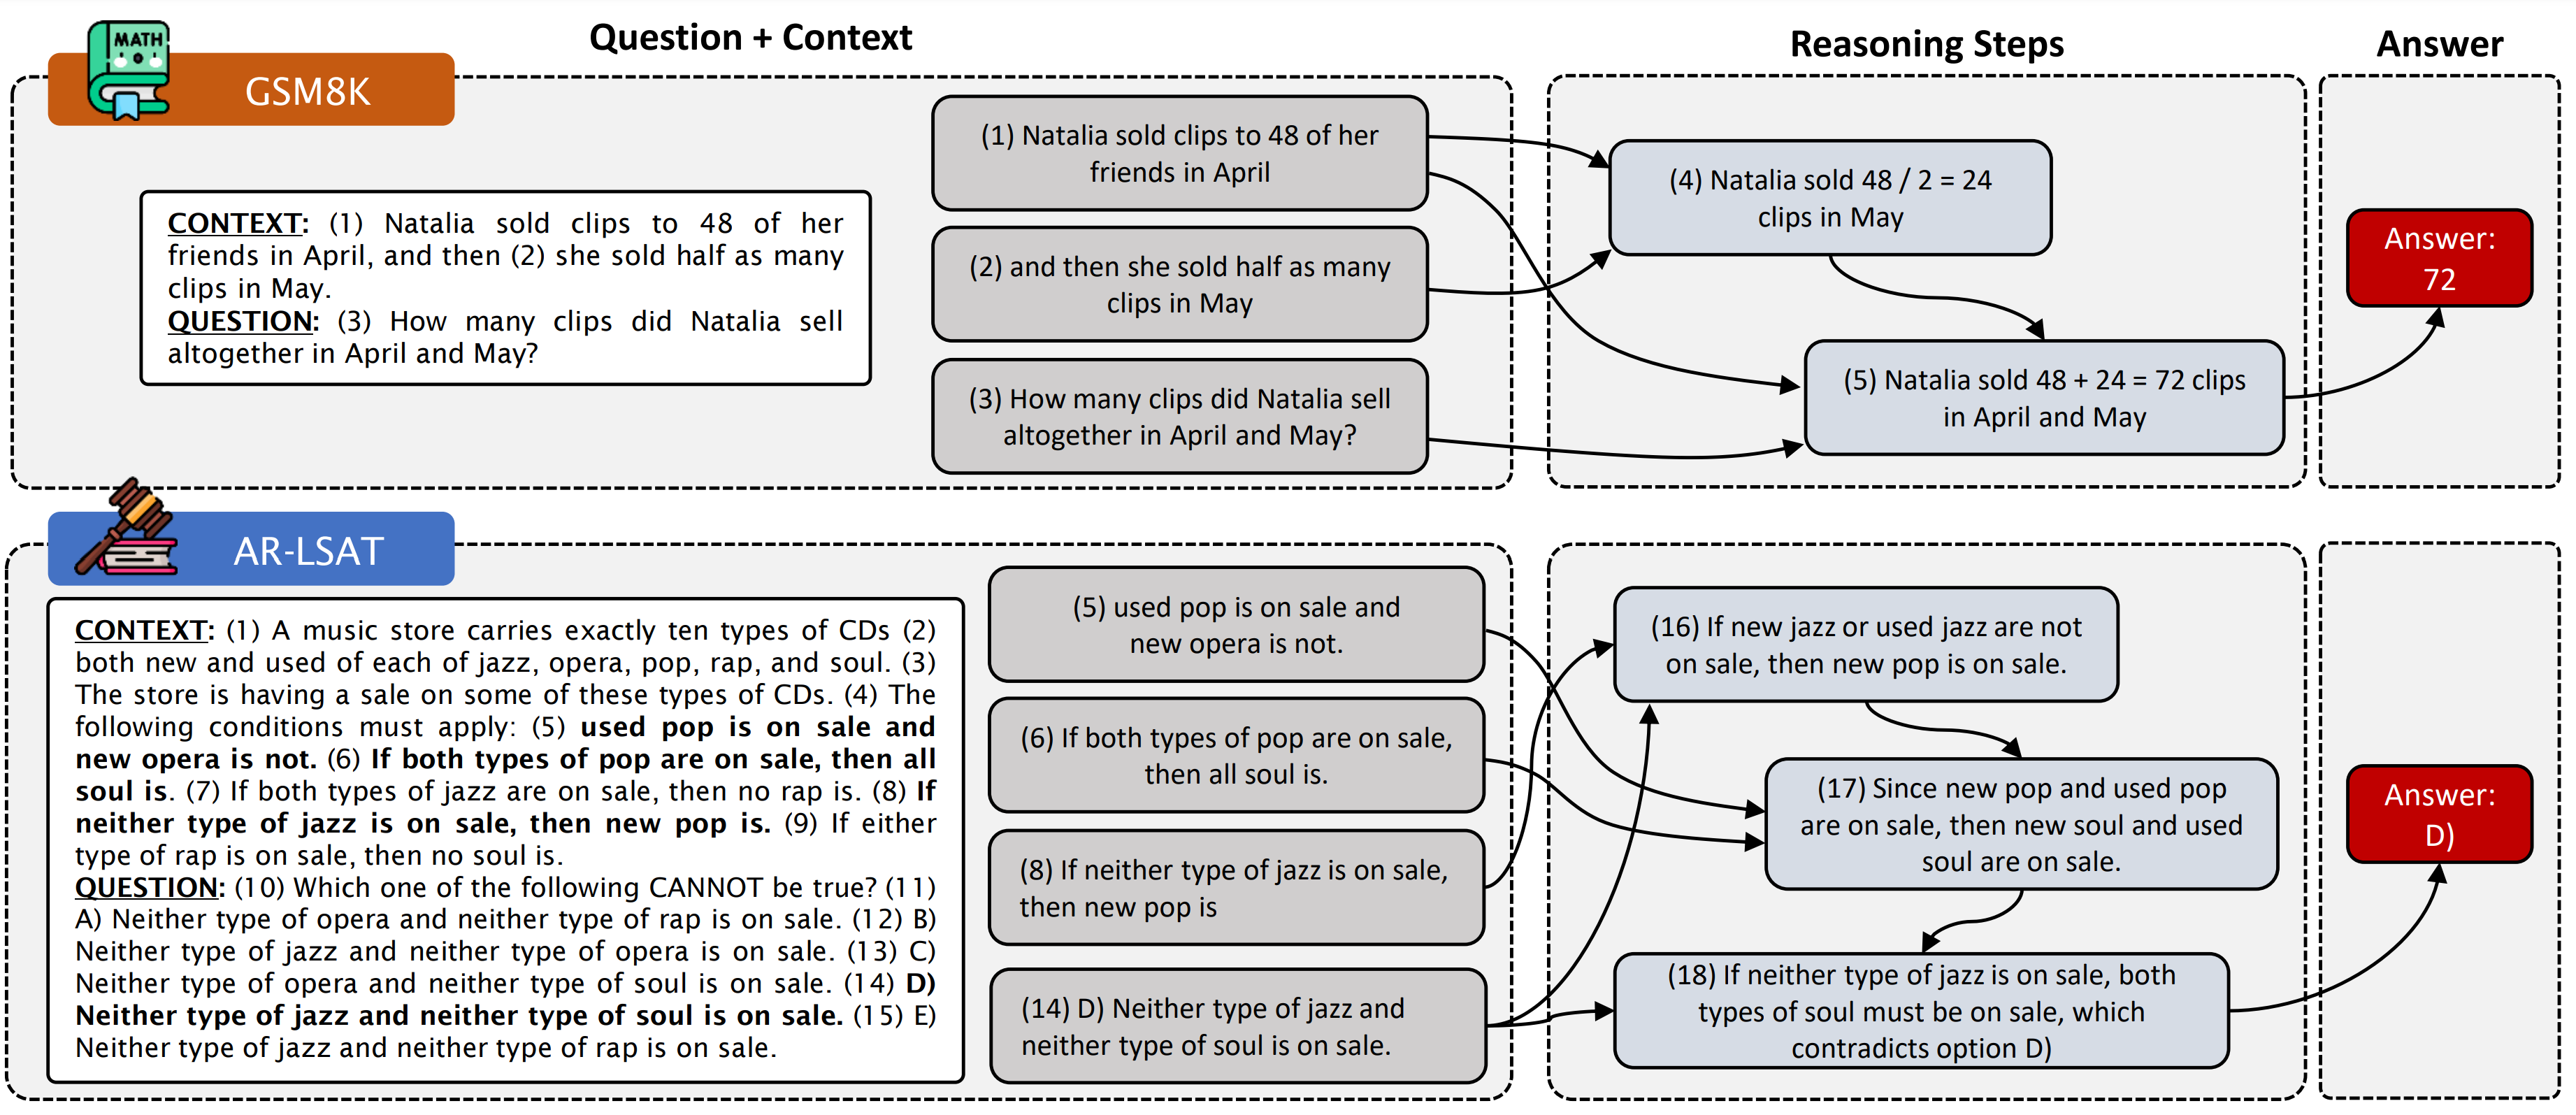 Question + Context
Reasoning Steps
Answer
MATH
GSM8K
CONTEXT: (1) Natalia sold clips to 48 of her
friends in April, and then (2) she sold half as many
clips in May.
QUESTION: (3) How many clips did Natalia sell
altogether in April and May?
(1) Natalia sold clips to 48 of her
friends in April
(2) and then she sold half as many
clips in May
(3) How many clips did Natalia sell
altogether in April and May?
(4) Natalia sold 48 / 2 = 24
clips in May
(5) Natalia sold 48 + 24 = 72 clips
in April and May
Answer:
72
AR-LSAT
CONTEXT: (1) A music store carries exactly ten types of CDs (2)
both new and used of each of jazz, opera, pop, rap, and soul. (3)
The store is having a sale on some of these types of CDs. (4) The
following conditions must apply: (5) used pop is on sale and
new opera is not. (6) If both types of pop are on sale, then all
soul is. (7) If both types of jazz are on sale, then no rap is. (8) If
neither type of jazz is on sale, then new pop is. (9) If either
type of rap is on sale, then no soul is.
QUESTION: (10) Which one of the following CANNOT be true? (11)
A) Neither type of opera and neither type of rap is on sale. (12) B)
Neither type of jazz and neither type of opera is on sale. (13) C)
Neither type of opera and neither type of soul is on sale. (14) D)
Neither type of jazz and neither type of soul is on sale. (15) E)
Neither type of jazz and neither type of rap is on sale.
(5) used pop is on sale and
new opera is not.
(6) If both types of pop are on sale,
then all soul is.
(8) If neither type of jazz is on sale,
then new pop is
(14) D) Neither type of jazz and
neither type of soul is on sale.
(16) If new jazz or used jazz are not
on sale, then new pop is on sale.
(17) Since new pop and used pop
are on sale, then new soul and used
soul are on sale.
(18) If neither type of jazz is on sale, both
types of soul must be on sale, which
contradicts option D)
Answer:
D)